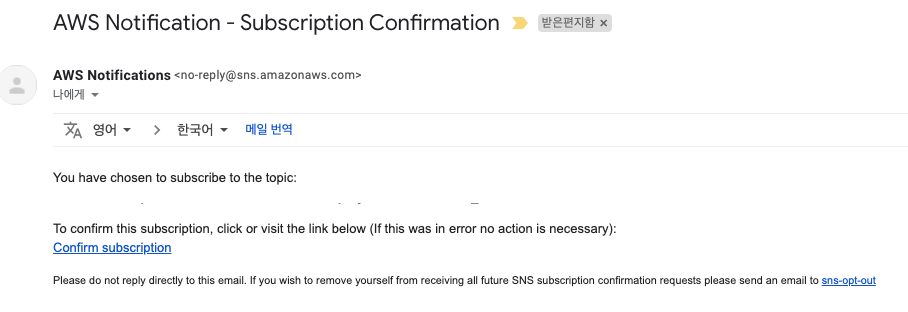 AWS Notification - Subscription Confirmation 받은편지함 ×
AWS Notifications <no-reply@sns.amazonaws.com>
나에게
영어 > 한국어 메일 번역
You have chosen to subscribe to the topic:
To confirm this subscription, click or visit the link below (If this was in error no action is necessary):
Confirm subscription
Please do not reply directly to this email. If you wish to remove yourself from receiving all future SNS subscription confirmation requests please send an email to sns-opt-out